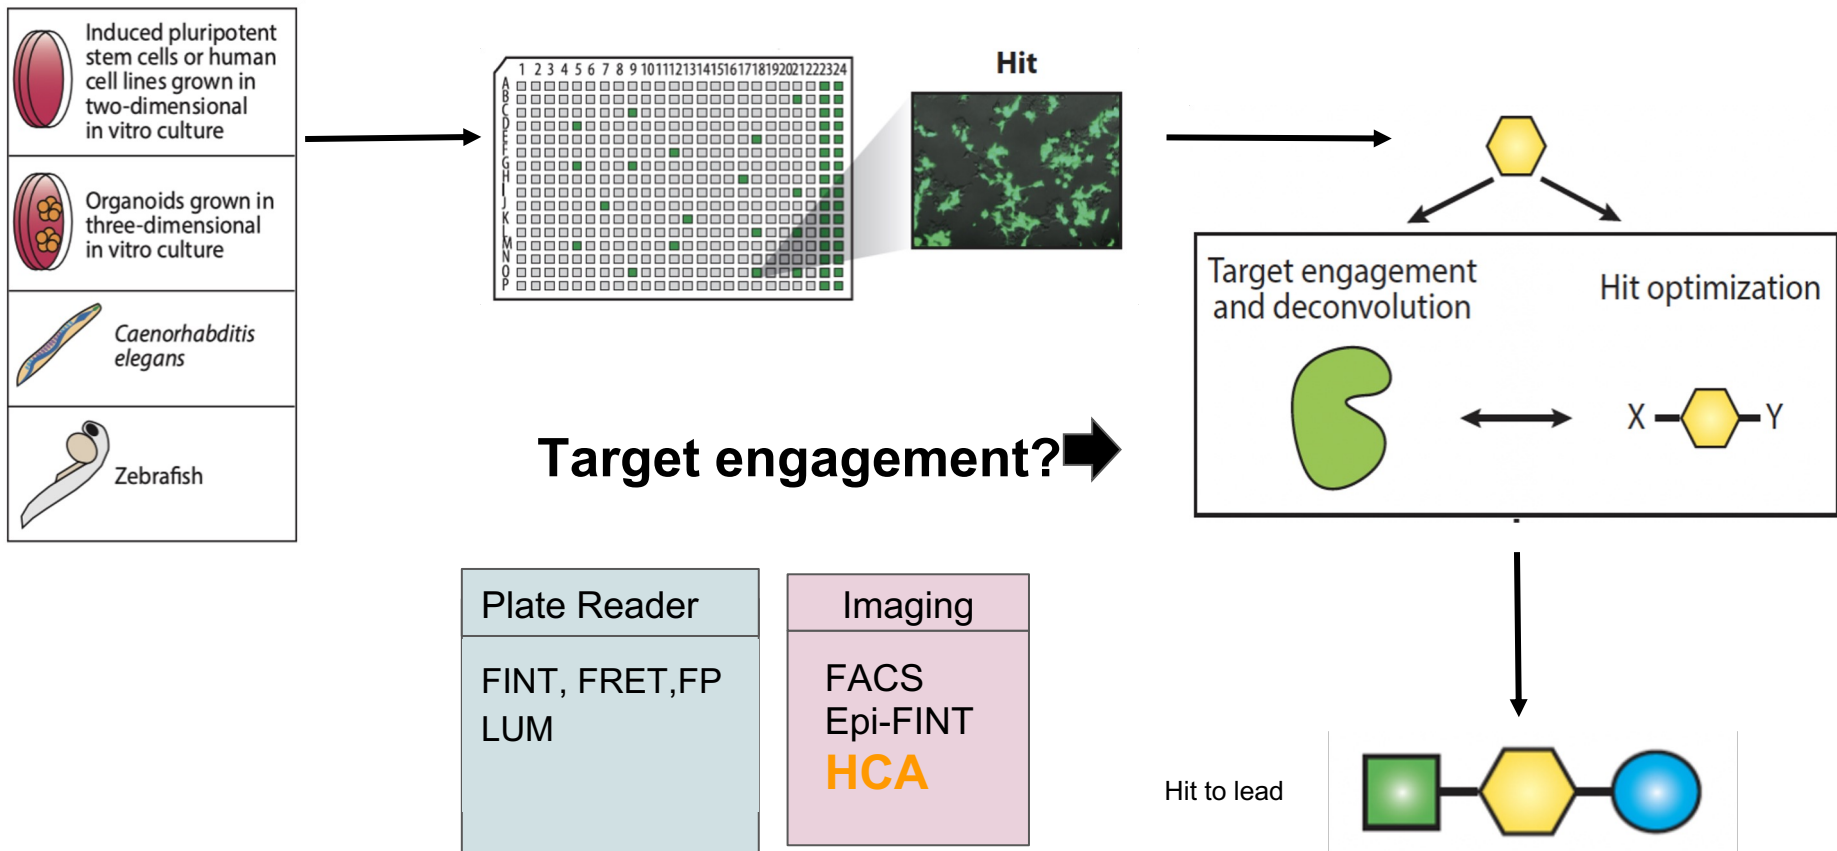 Induced pluripotent
stem cells or human
cell lines grown in
two-dimensional
in vitro culture
Organoids grown in
three-dimensional
in vitro culture
Caenorhabditis
elegans
Zebrafish
1 2 3 4 5 6 7 8 9 10 11 12 13 14 15 16 17 18 19 20 21 22 23 24
A
B
C
D
E
F
G
H
I
J
K
L
M
N
O
P
Hit
Target engagement
and deconvolution
Hit optimization
X
Y
Target engagement?
Plate Reader
FINT, FRET,FP
LUM
Imaging
FACS
Epi-FINT
HCA
Hit to lead